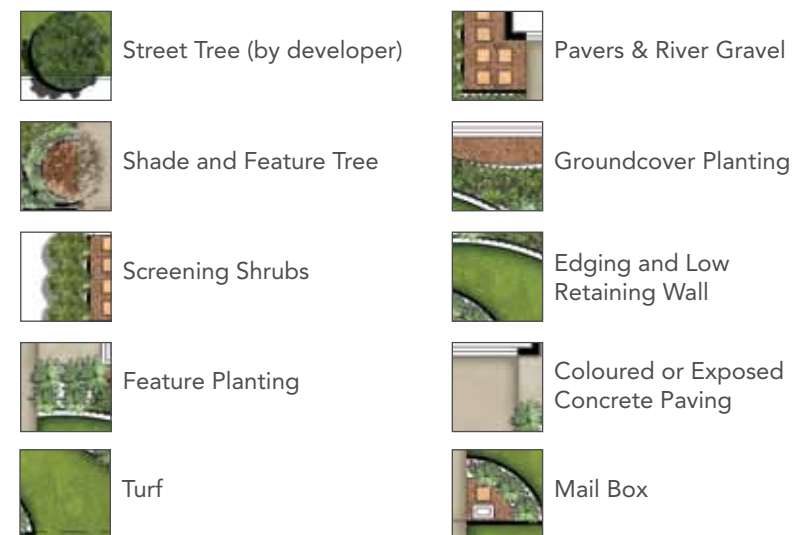 Street Tree (by developer)
Shade and Feature Tree
Screening Shrubs
Feature Planting
Turf
Pavers & River Gravel
Groundcover Planting
Edging and Low
Retaining Wall
Coloured or Exposed
Concrete Paving
Mail Box